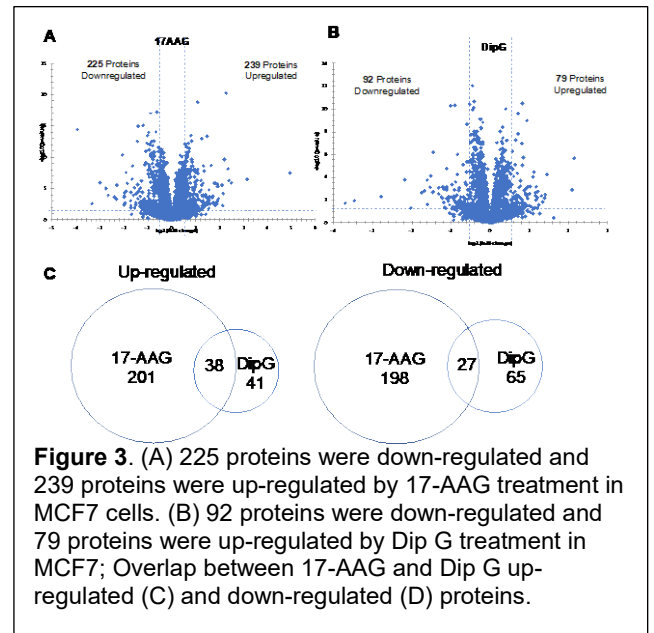 A
17AAG
225 Proteins
Downregulated
239 Proteins
Upregulated
B
DipG
92 Proteins
Downregulated
79 Proteins
Upregulated
C
Up-regulated
17-AAG
201
38
DipG
41
Down-regulated
17-AAG
198
27
DipG
65
Figure 3. (A) 225 proteins were down-regulated and
239 proteins were up-regulated by 17-AAG treatment in
MCF7 cells. (B) 92 proteins were down-regulated and
79 proteins were up-regulated by Dip G treatment in
MCF7; Overlap between 17-AAG and Dip G up-
regulated (C) and down-regulated (D) proteins.